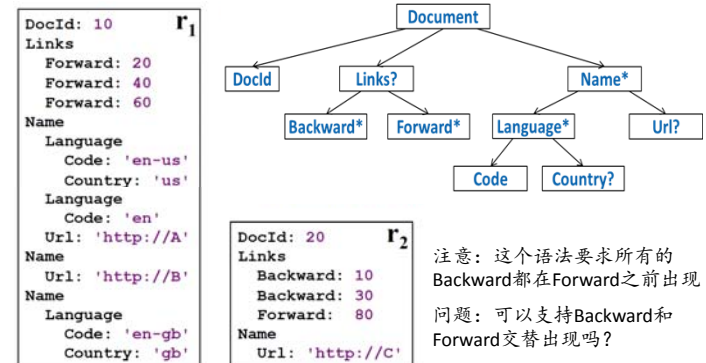 DocId: 10 r1
Links
Forward: 20
Forward: 40
Forward: 60
Name
Language
Code: 'en-us'
Country: 'us'
Language
Code: 'en'
Url: 'http://A'
Name
Url: 'http://B'
Name
Language
Code: 'en-gb'
Country: 'gb'
Document
DocId Links? Name*
Backward* Forward* Language* Url?
Code Country?
DocId: 20 r2
Links
Backward: 10
Backward: 30
Forward: 80
Name
Url: 'http://C'
注意：这个语法要求所有的
Backward都在Forward之前出现
问题：可以支持Backward和
Forward交替出现吗？